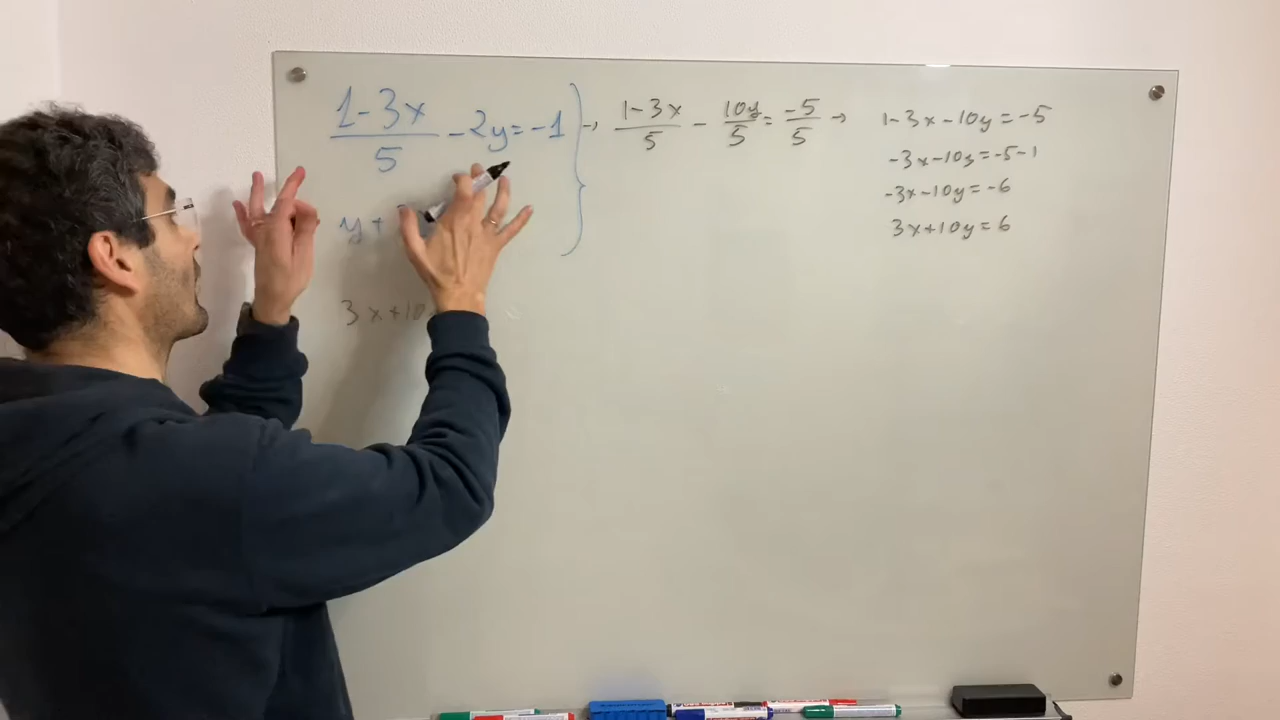 1-3x/5 - 2y = -1 } → 1-3x/5 - 10y/5 = -5/5 → 1-3x-10y = -5
-3x-10y = -5-1
-3x-10y = -6
y +
3x+10y = 6
3x+10